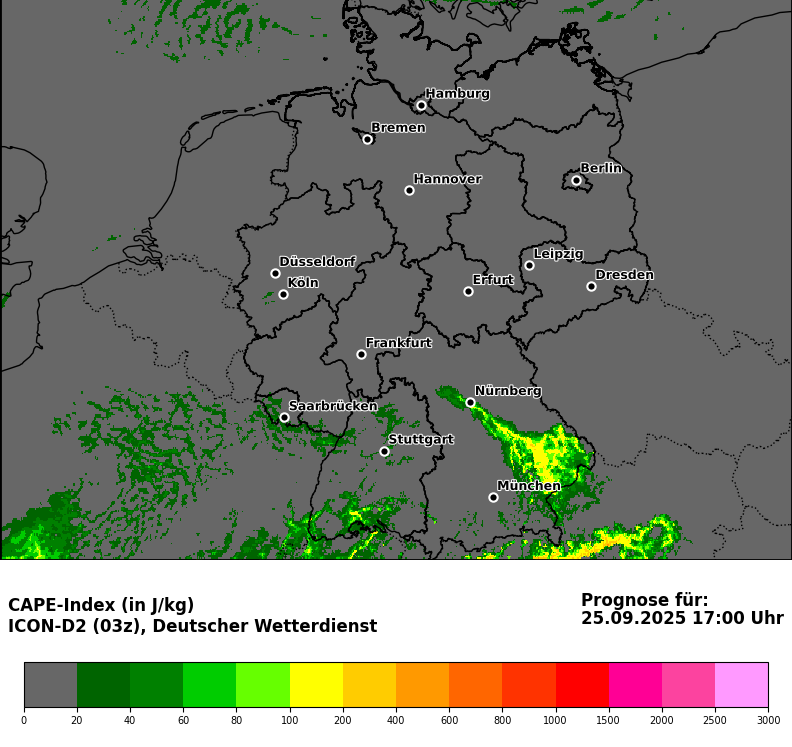 Hamburg
Bremen
Berlin
Hannover
Leipzig
Düsseldorf
Dresden
Erfurt
Köln
Frankfurt
Nürnberg
Saarbrücken
Stuttgart
München
CAPE-Index (in J/kg)
ICON-D2 (03z), Deutscher Wetterdienst
Prognose für:
25.09.2025 17:00 Uhr
0 20 40 60 80 100 200 400 600 800 1000 1500 2000 2500 3000